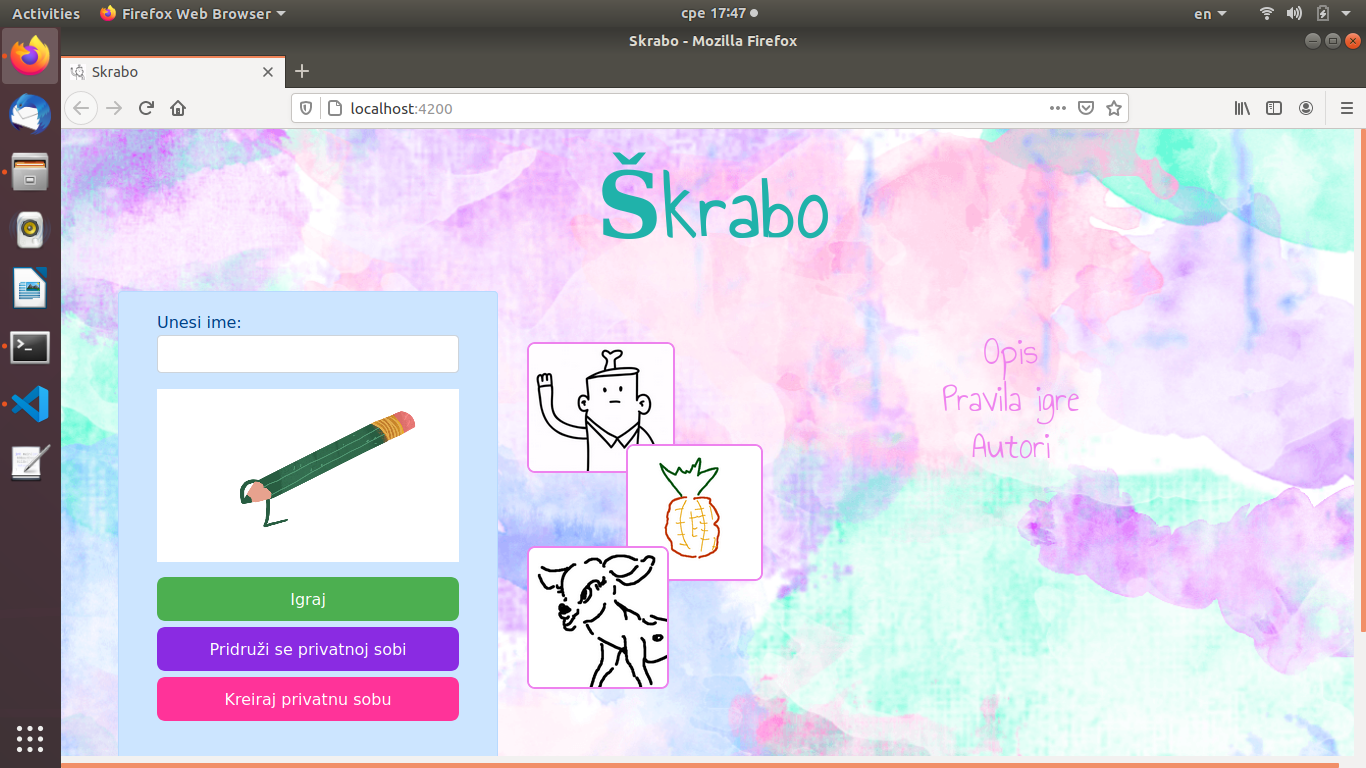 Activities
Firefox Web Browser
сре 17:47
en
Skrabo - Mozilla Firefox
Skrabo
localhost:4200
Škrabo
Unesi ime:
Igraj
Pridruži se privatnoj sobi
Kreiraj privatnu sobu
Opis
Pravila igre
Autori